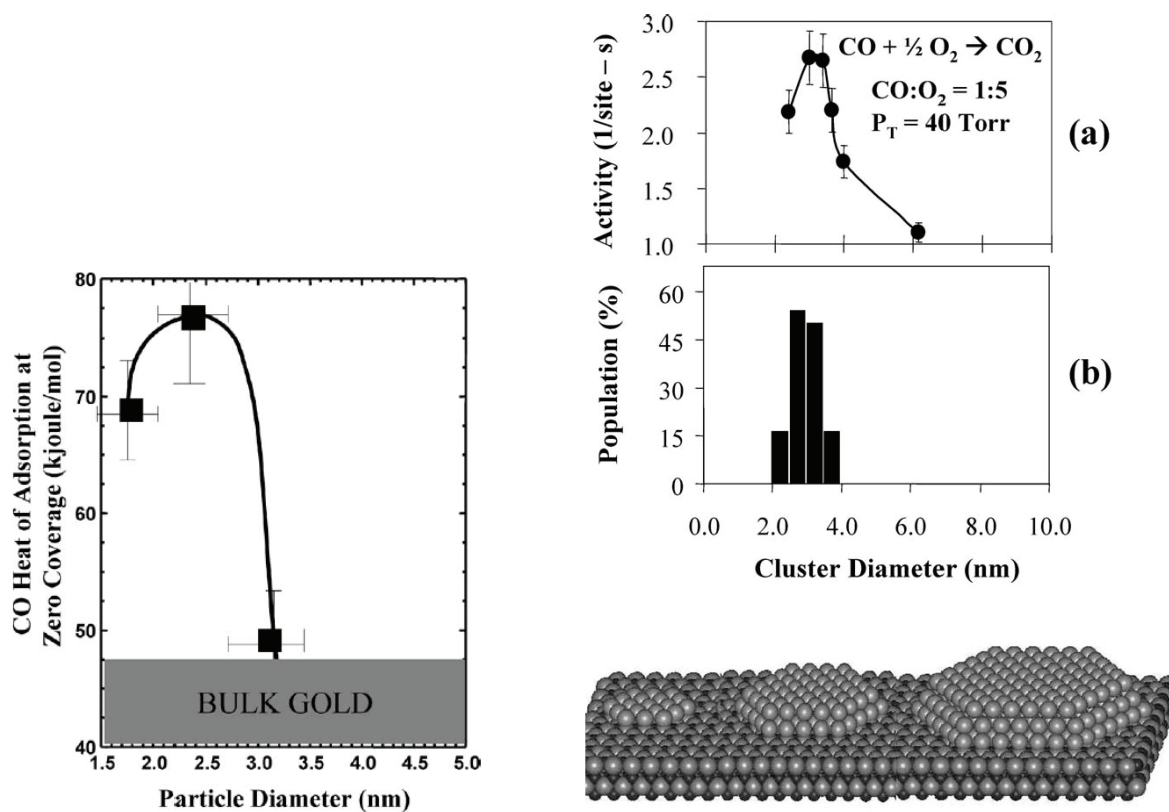 CO Heat of Adsorption at
Zero Coverage (kjoule/mol)
80
70
60
50
40
BULK GOLD
1.5 2.0 2.5 3.0 3.5 4.0 4.5 5.0
Particle Diameter (nm)
Activity (1/site – s)
3.0
2.5
2.0
1.5
1.0
CO + ½ O₂ → CO₂
CO:O₂ = 1:5
P_T = 40 Torr
(a)
Population (%)
60
45
30
15
0
(b)
0.0 2.0 4.0 6.0 8.0 10.0
Cluster Diameter (nm)